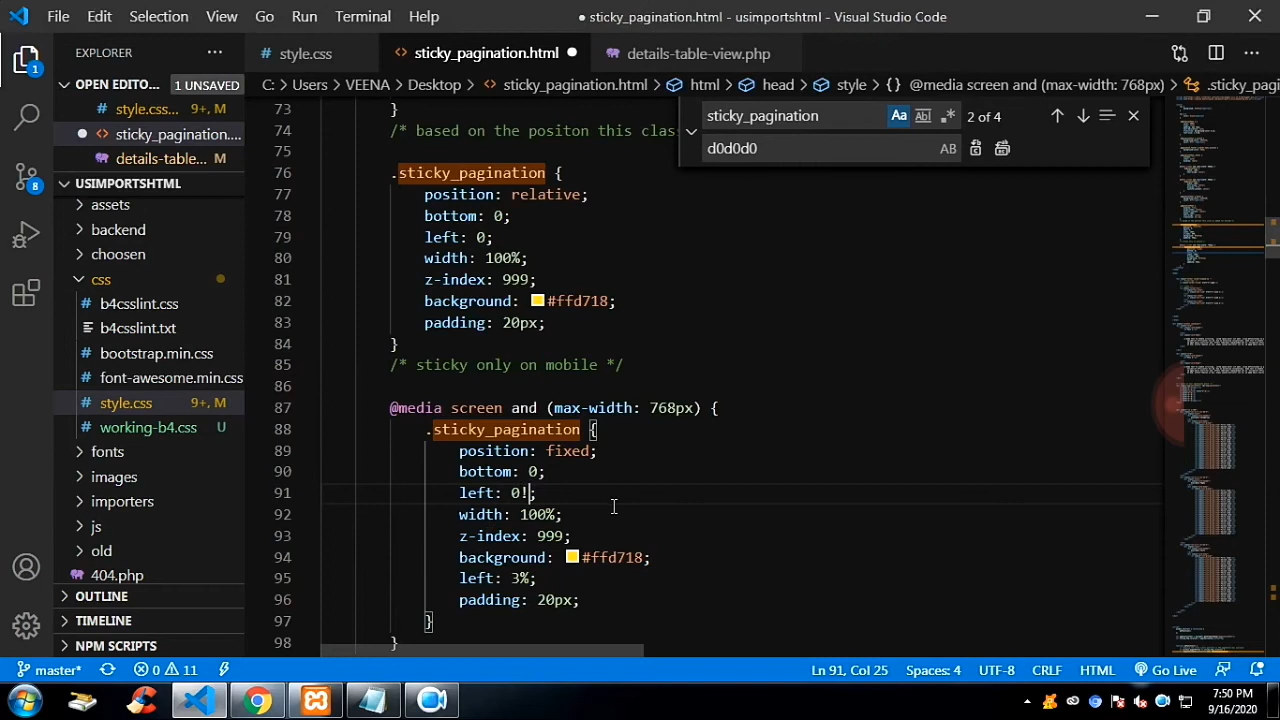 File Edit Selection View Go Run Terminal Help
● sticky_pagination.html - usimportshtml - Visual Studio Code
EXPLORER
style.css
sticky_pagination.html
details-table-view.php
OPEN EDITO... 1 UNSAVED
C: > Users > VEENA > Desktop > sticky_pagination.html > html > head > style > {} @media screen and (max-width: 768px) > .sticky_pag
style.css... 9+, M
sticky_pagination....
details-table... M
1
8
USIMPORTSHTML
assets
backend
choosen
css
b4csslint.css
b4csslint.txt
bootstrap.min.css
font-awesome.min.css
style.css 9+, M
working-b4.css U
fonts
images
importers
js
old
404.php
OUTLINE
TIMELINE
NPM SCRIPTS
sticky_pagination Aa Ab 2 of 4
d0d0d0 AB
73 }
74 /* based on the positon this clas
75
76 .sticky_pagination {
77 position: relative;
78 bottom: 0;
79 left: 0;
80 width: 100%;
81 z-index: 999;
82 background: #ffd718;
83 padding: 20px;
84 }
85 /* sticky only on mobile */
86
87 @media screen and (max-width: 768px) {
88 .sticky_pagination {
89 position: fixed;
90 bottom: 0;
91 left: 0!;
92 width: 100%;
93 z-index: 999;
94 background: #ffd718;
95 left: 3%;
96 padding: 20px;
97 }
98 }
master* 0 11 Ln 91, Col 25 Spaces: 4 UTF-8 CRLF HTML Go Live
7:50 PM
9/16/2020